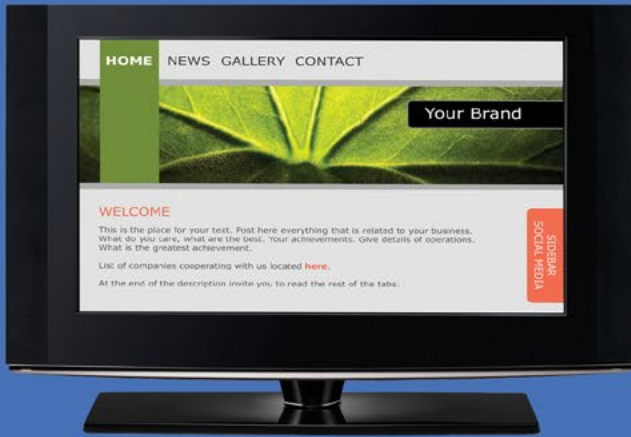 HOME NEWS GALLERY CONTACT
Your Brand
WELCOME
This is the place for your text. Post here everything that is related to your business.
What do you care, what are the best. Your achievements. Give details of operations.
What is the greatest achievement.
List of companies cooperating with us located here.
At the end of the description invite you to read the rest of the tabs.
SIDEBAR
SOCIAL MEDIA